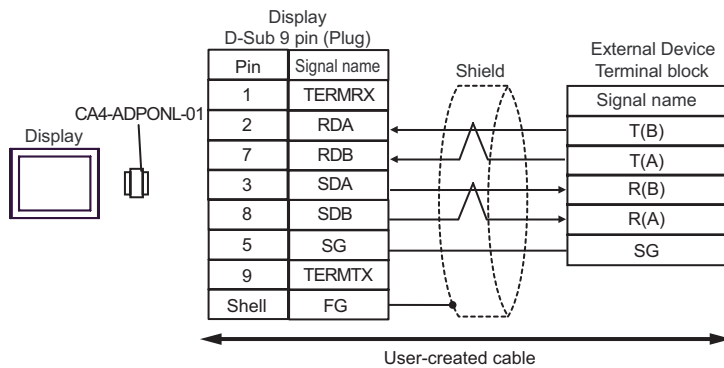 Display
D-Sub 9 pin (Plug)
External Device
Terminal block
Pin Signal name
Shield
Signal name
1 TERMRX
CA4-ADPONL-01
Display
2 RDA
T(B)
7 RDB
T(A)
3 SDA
R(B)
8 SDB
R(A)
5 SG
SG
9 TERMTX
Shell FG
User-created cable